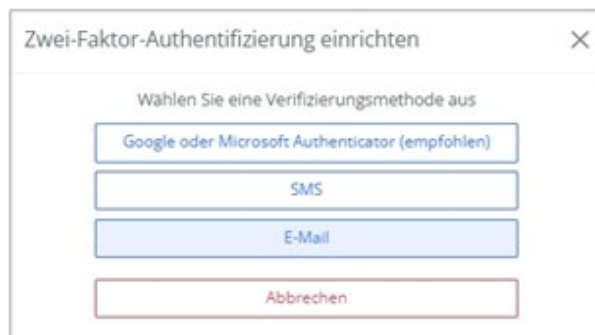 Zwei-Faktor-Authentifizierung einrichten
Wählen Sie eine Verifizierungsmethode aus
Google oder Microsoft Authenticator (empfohlen)
SMS
E-Mail
Abbrechen